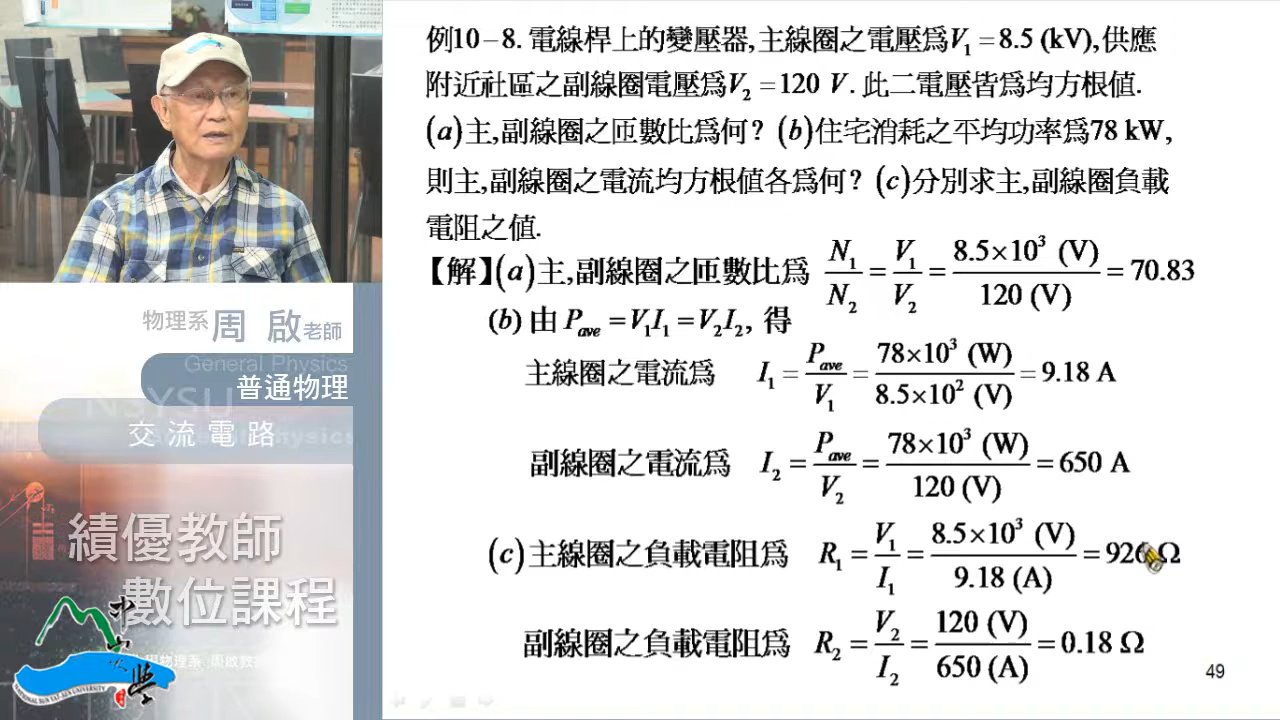 例10－8. 電線桿上的變壓器,主線圈之電壓爲V₁ = 8.5 (kV),供應
附近社區之副線圈電壓爲V₂ = 120 V. 此二電壓皆爲均方根值.
(a)主,副線圈之匝數比爲何? (b)住宅消耗之平均功率爲78 kW,
則主,副線圈之電流均方根值各爲何? (c)分別求主,副線圈負載
電阻之值.
【解】(a)主,副線圈之匝數比爲 N₁/N₂ = V₁/V₂ = 8.5×10³ (V)/120 (V) = 70.83
(b) 由 Pave = V₁I₁ = V₂I₂, 得
主線圈之電流爲 I₁ = Pave/V₁ = 78×10³ (W)/8.5×10² (V) = 9.18 A
副線圈之電流爲 I₂ = Pave/V₂ = 78×10³ (W)/120 (V) = 650 A
(c)主線圈之負載電阻爲 R₁ = V₁/I₁ = 8.5×10³ (V)/9.18 (A) = 926 Ω
副線圈之負載電阻爲 R₂ = V₂/I₂ = 120 (V)/650 (A) = 0.18 Ω
49
物理系 周 啟 老師
General Physics
普通物理
NSYSU
交流電路
General Physics
績優教師
數位課程